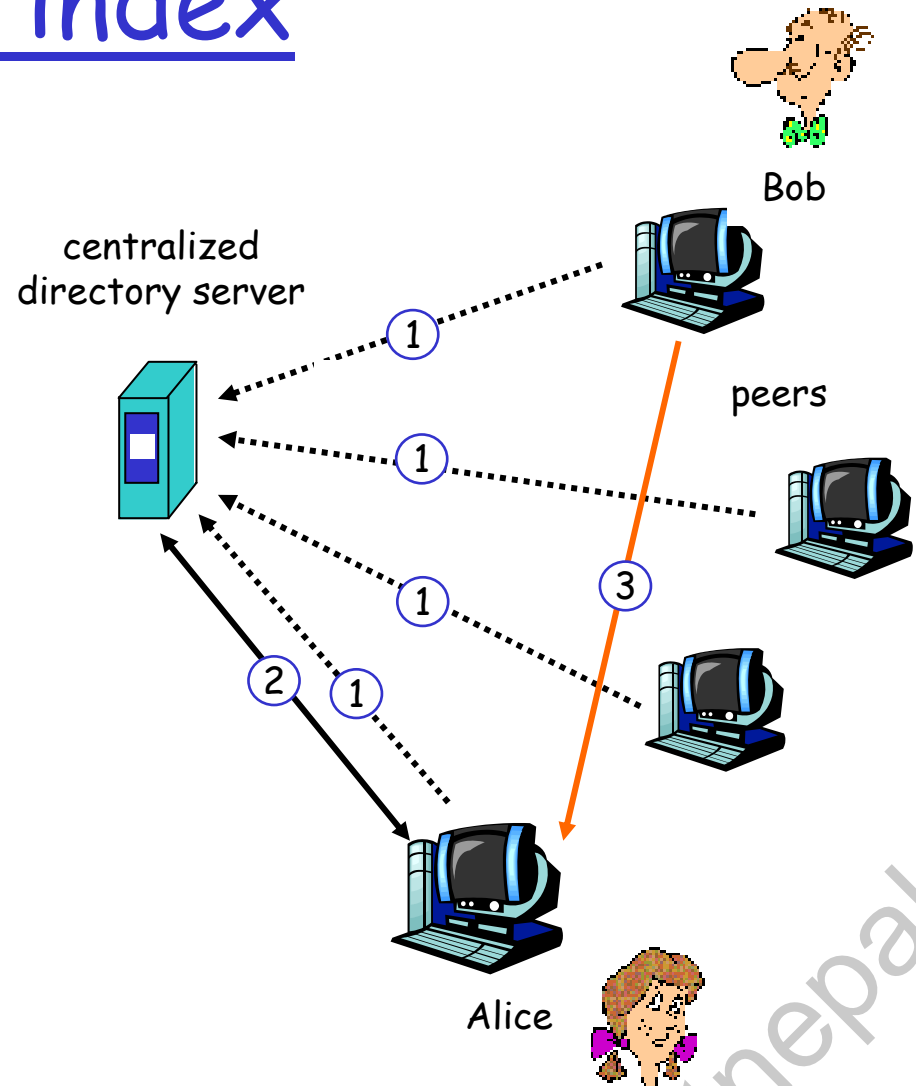 index
Bob
centralized
directory server
1
peers
1
3
1
2
1
Alice